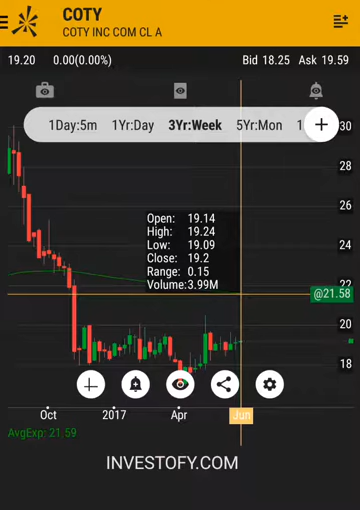 COTY
COTY INC COM CL A
19.20 0.00(0.00%) Bid 18.25 Ask 19.59
1Day:5m 1Yr:Day 3Yr:Week 5Yr:Mon 1
30
28
26
Open: 19.14
High: 19.24
Low: 19.09
Close: 19.2
Range: 0.15
Volume:3.99M
24
22
@21.58
20
18
Oct 2017 Apr Jun
AvgExp: 21.59
INVESTOFY.COM